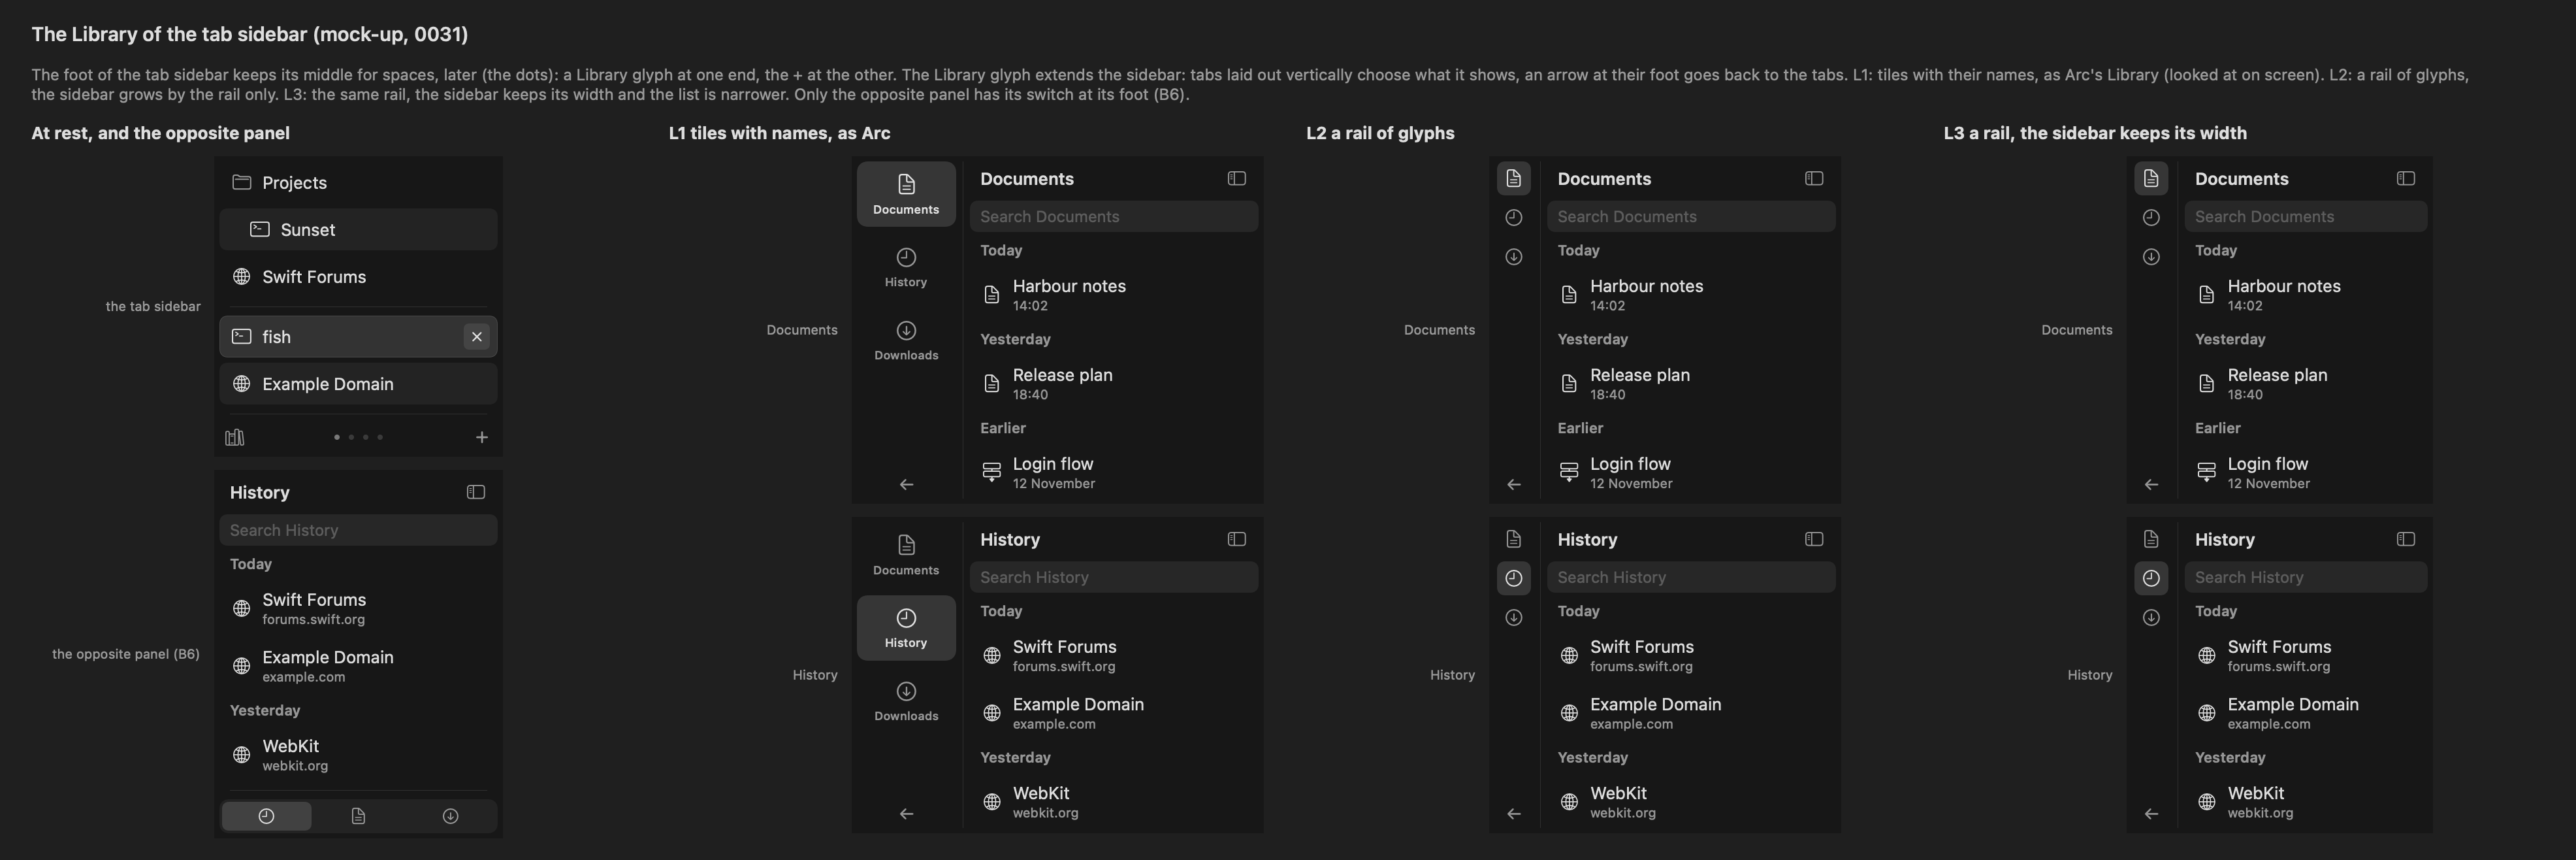 The Library of the tab sidebar (mock-up, 0031)
The foot of the tab sidebar keeps its middle for spaces, later (the dots): a Library glyph at one end, the + at the other. The Library glyph extends the sidebar: tabs laid out vertically choose what it shows, an arrow at their foot goes back to the tabs. L1: tiles with their names, as Arc's Library (looked at on screen). L2: a rail of glyphs,
the sidebar grows by the rail only. L3: the same rail, the sidebar keeps its width and the list is narrower. Only the opposite panel has its switch at its foot (B6).
At rest, and the opposite panel
the tab sidebar
Projects
Sunset
Swift Forums
fish
Example Domain
+
the opposite panel (B6)
History
Search History
Today
Swift Forums
forums.swift.org
Example Domain
example.com
Yesterday
WebKit
webkit.org
L1 tiles with names, as Arc
Documents
Documents
History
Downloads
Documents
Search Documents
Today
Harbour notes
14:02
Yesterday
Release plan
18:40
Earlier
Login flow
12 November
History
Documents
History
Downloads
History
Search History
Today
Swift Forums
forums.swift.org
Example Domain
example.com
Yesterday
WebKit
webkit.org
L2 a rail of glyphs
Documents
Documents
Search Documents
Today
Harbour notes
14:02
Yesterday
Release plan
18:40
Earlier
Login flow
12 November
History
History
Search History
Today
Swift Forums
forums.swift.org
Example Domain
example.com
Yesterday
WebKit
webkit.org
L3 a rail, the sidebar keeps its width
Documents
Documents
Search Documents
Today
Harbour notes
14:02
Yesterday
Release plan
18:40
Earlier
Login flow
12 November
History
History
Search History
Today
Swift Forums
forums.swift.org
Example Domain
example.com
Yesterday
WebKit
webkit.org